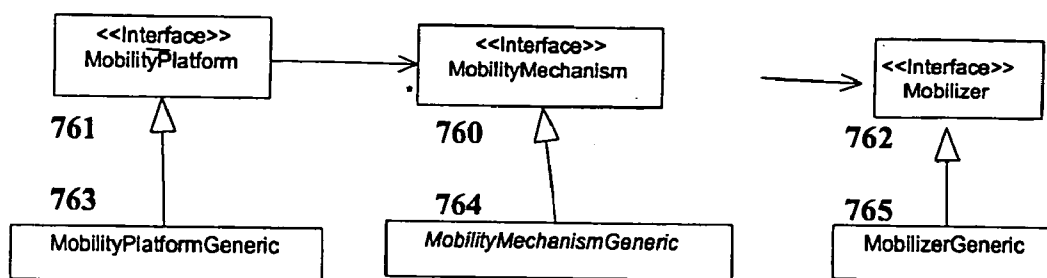 <<Interface>>
MobilityPlatform
<<Interface>>
MobilityMechanism
*
<<Interface>>
Mobilizer
761
760
762
763
764
765
MobilityPlatformGeneric
MobilityMechanismGeneric
MobilizerGeneric